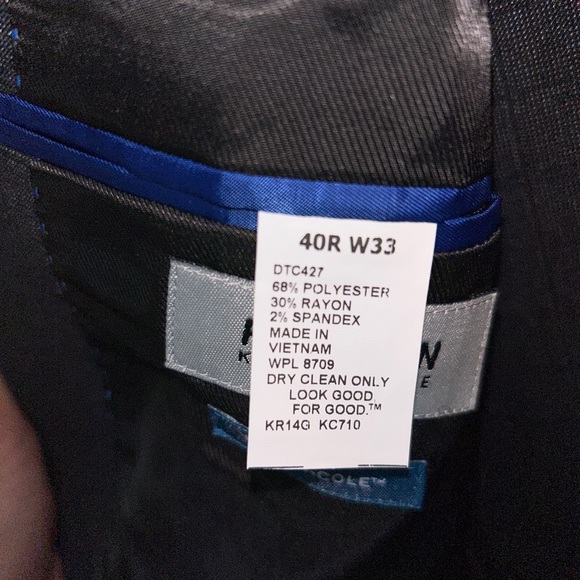 40R W33
DTC427
68% POLYESTER
30% RAYON
2% SPANDEX
MADE IN
VIETNAM
WPL 8709
DRY CLEAN ONLY
LOOK GOOD
FOR GOOD.™
KR14G KC710
COLE™